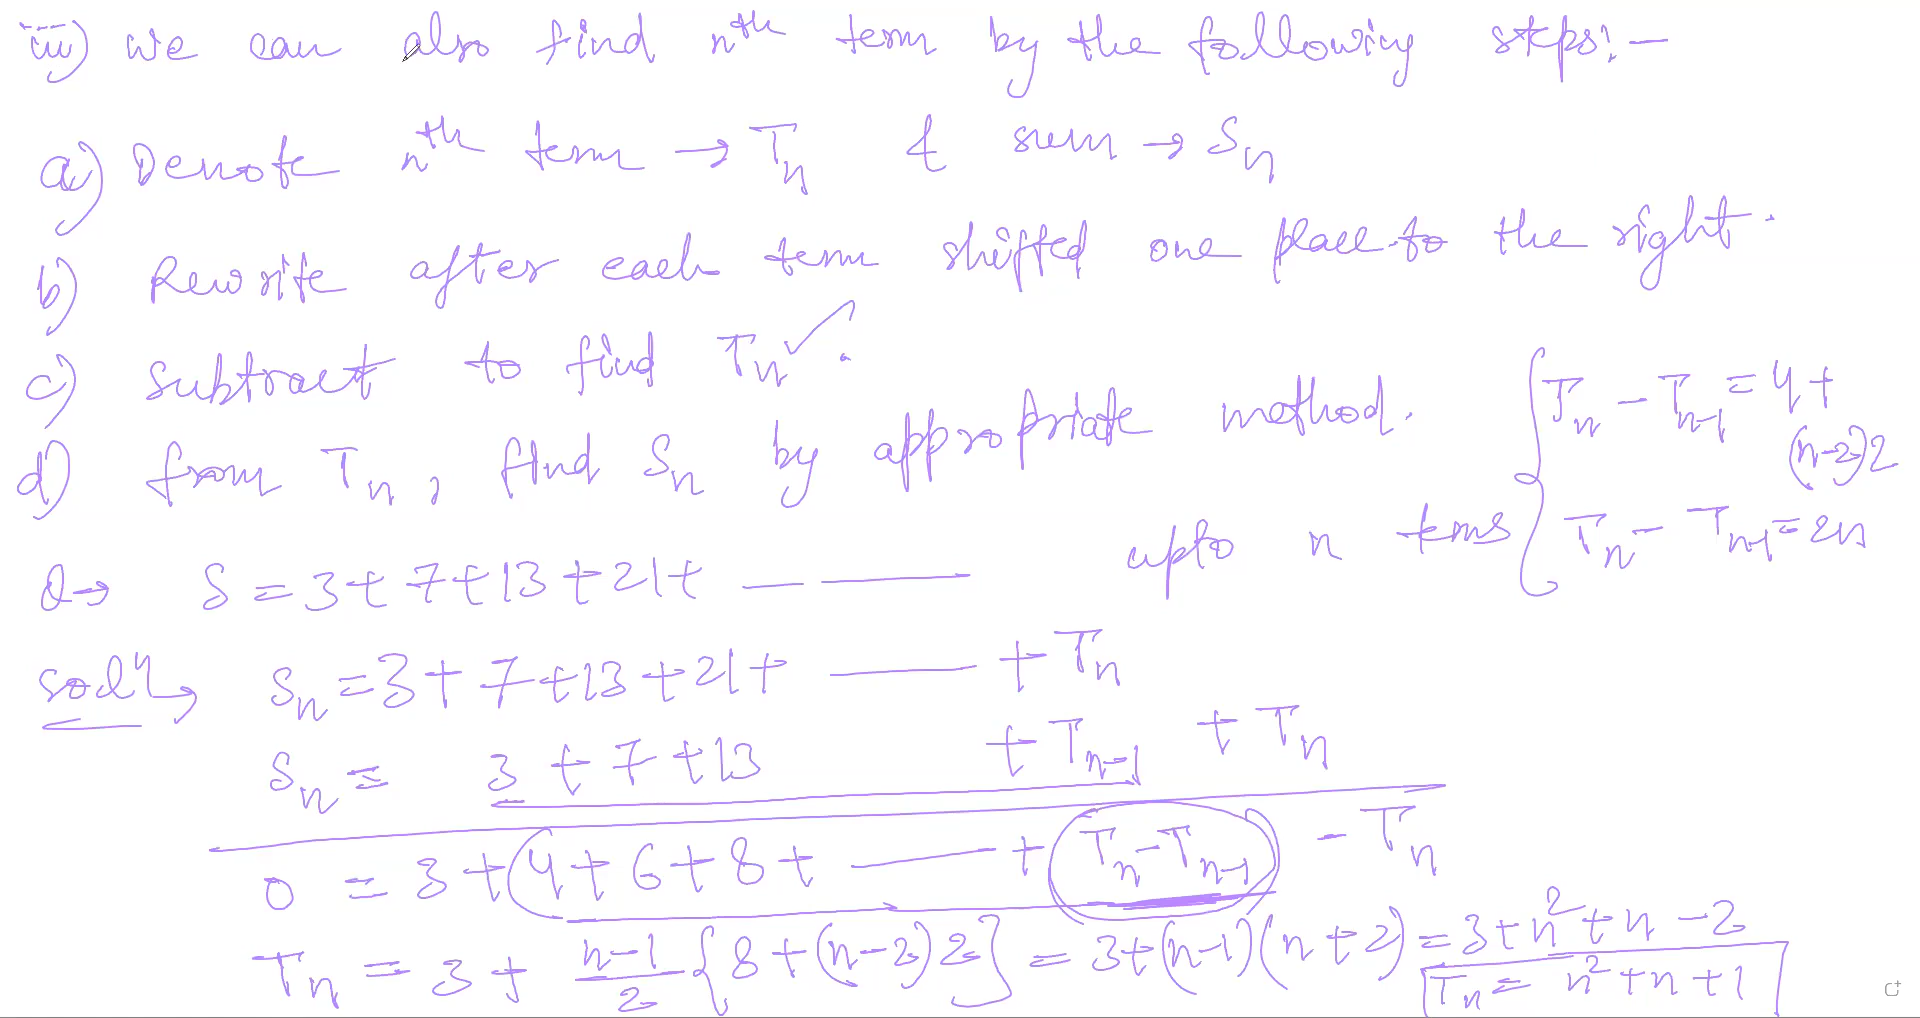 iii) we can also find nth term by the following steps:-
a) Denote nth term → Tn & sum → Sn
b) Rewrite after each term shifted one place to the right.
c) Subtract to find Tn ✓.
d) from Tn, find Sn by appropriate method.
Tn - Tn-1 = 4 +
(n-2)2
Tn - Tn-1 = 2n
Q→ S = 3 + 7 + 13 + 21 + ------ upto n terms
solⁿ→ Sn = 3 + 7 + 13 + 21 + ------ + Tn
Sn = 3 + 7 + 13 + Tn-1 + Tn
0 = 3 + (4 + 6 + 8 + ------ + Tn - Tn-1) - Tn
Tn = 3 + n-1/2 {8 + (n-2)2} = 3 + (n-1)(n+2) = 3 + n² + n - 2
Tn = n² + n + 1